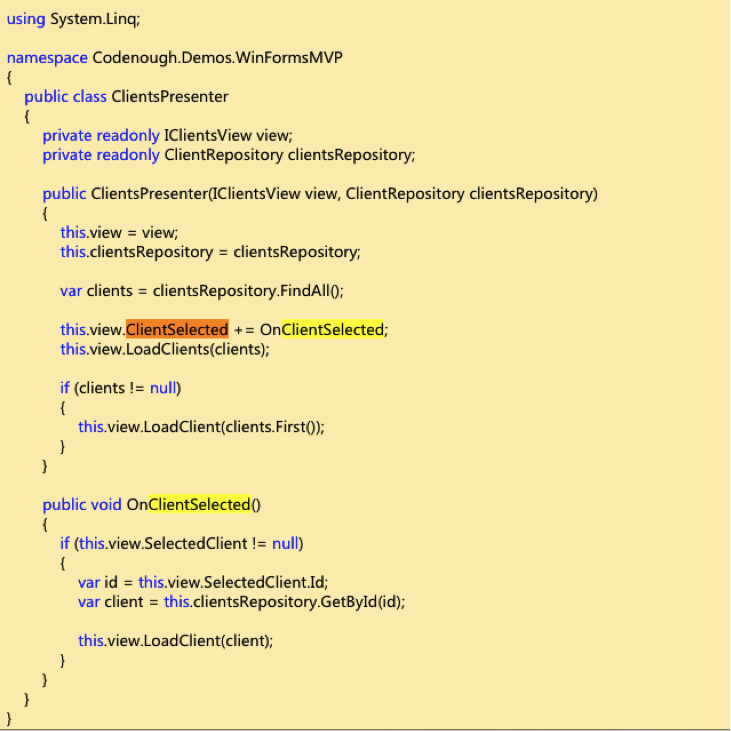 using System.Linq;
namespace Codenough.Demos.WinFormsMVP
{
public class ClientsPresenter
{
private readonly IClientsView view;
private readonly ClientRepository clientsRepository;
public ClientsPresenter(IClientsView view, ClientRepository clientsRepository)
{
this.view = view;
this.clientsRepository = clientsRepository;
var clients = clientsRepository.FindAll();
this.view.ClientSelected += OnClientSelected;
this.view.LoadClients(clients);
if (clients != null)
{
this.view.LoadClient(clients.First());
}
}
public void OnClientSelected()
{
if (this.view.SelectedClient != null)
{
var id = this.view.SelectedClient.Id;
var client = this.clientsRepository.GetById(id);
this.view.LoadClient(client);
}
}
}
}